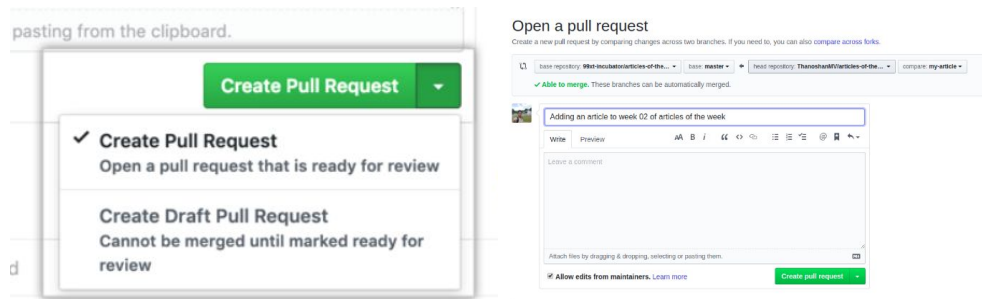 pasting from the clipboard.
Create Pull Request
Create Pull Request
Open a pull request that is ready for review
Create Draft Pull Request
Cannot be merged until marked ready for
review
d
Open a pull request
Create a new pull request by comparing changes across two branches. If you need to, you can also compare across forks.
base repository: 99xt-incubator/articles-of-the... base: master head repository: ThanoshanMV/articles-of-the... compare: my-article
Able to merge. These branches can be automatically merged.
Adding an article to week 02 of articles of the week
Write Preview AA B i
Leave a comment
Attach files by dragging & dropping, selecting or pasting them.
Allow edits from maintainers. Learn more Create pull request